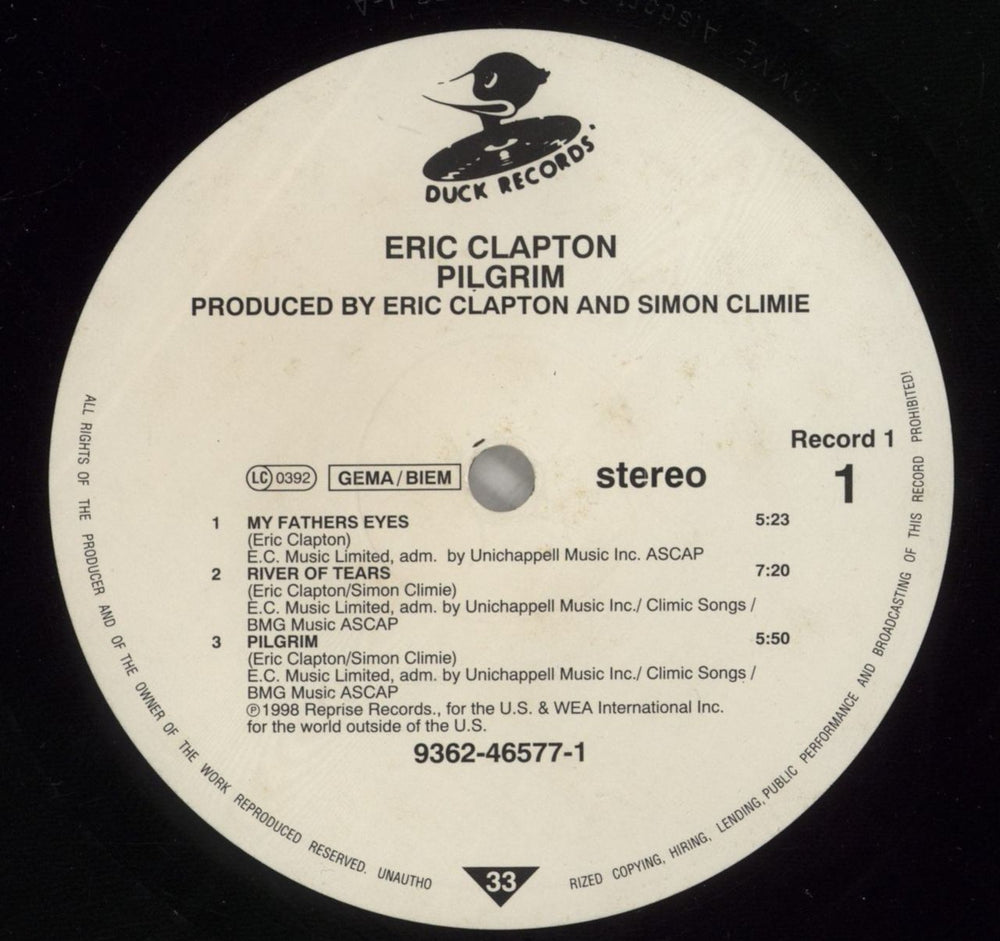 DUCK RECORDS
ERIC CLAPTON
PILGRIM
PRODUCED BY ERIC CLAPTON AND SIMON CLIMIE
Record 1
LC 0392 GEMA/BIEM stereo 1
1 MY FATHERS EYES 5:23
(Eric Clapton)
E.C. Music Limited, adm. by Unichappell Music Inc. ASCAP
2 RIVER OF TEARS 7:20
(Eric Clapton/Simon Climie)
E.C. Music Limited, adm. by Unichappell Music Inc./ Climic Songs /
BMG Music ASCAP
3 PILGRIM 5:50
(Eric Clapton/Simon Climie)
E.C. Music Limited, adm. by Unichappell Music Inc./ Climic Songs /
BMG Music ASCAP
℗1998 Reprise Records., for the U.S. & WEA International Inc.
for the world outside of the U.S.
9362-46577-1
ALL RIGHTS OF THE PRODUCER AND OF THE OWNER OF THE WORK REPRODUCED RESERVED. UNAUTHO
33
RIZED COPYING, HIRING, LENDING, PUBLIC PERFORMANCE AND BROADCASTING OF THIS RECORD PROHIBITED!